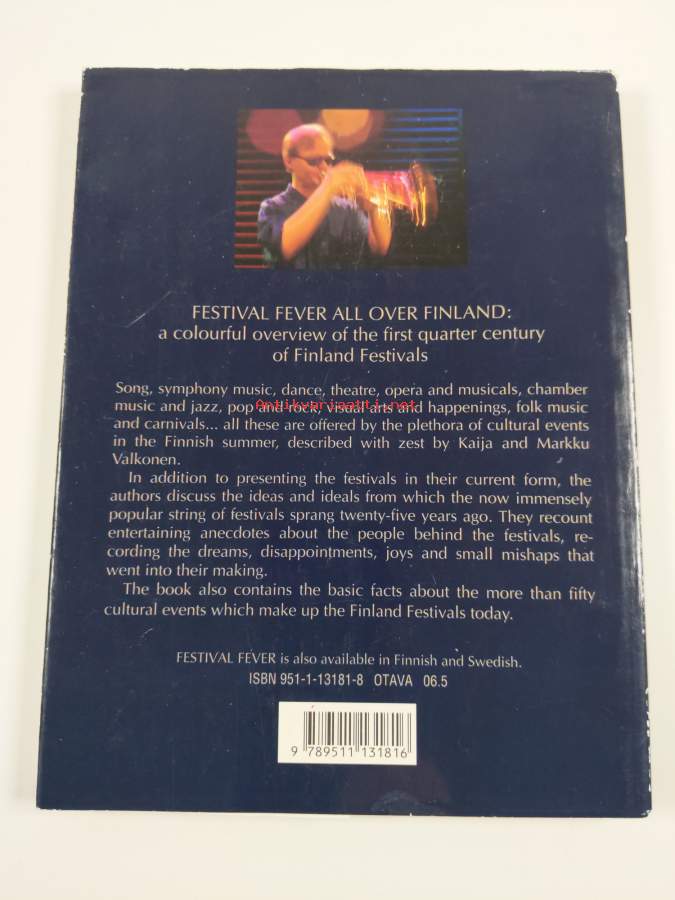 FESTIVAL FEVER ALL OVER FINLAND:
a colourful overview of the first quarter century
of Finland Festivals
Song, symphony music, dance, theatre, opera and musicals, chamber
music and jazz, pop and rock, visual arts and happenings, folk music
Antikvariaatti.net
and carnivals... all these are offered by the plethora of cultural events
in the Finnish summer, described with zest by Kaija and Markku
Valkonen.
In addition to presenting the festivals in their current form, the
authors discuss the ideas and ideals from which the now immensely
popular string of festivals sprang twenty-five years ago. They recount
entertaining anecdotes about the people behind the festivals, re-
cording the dreams, disappointments, joys and small mishaps that
went into their making.
The book also contains the basic facts about the more than fifty
cultural events which make up the Finland Festivals today.
FESTIVAL FEVER is also available in Finnish and Swedish.
ISBN 951-1-13181-8 OTAVA 06.5
9 789511 131816